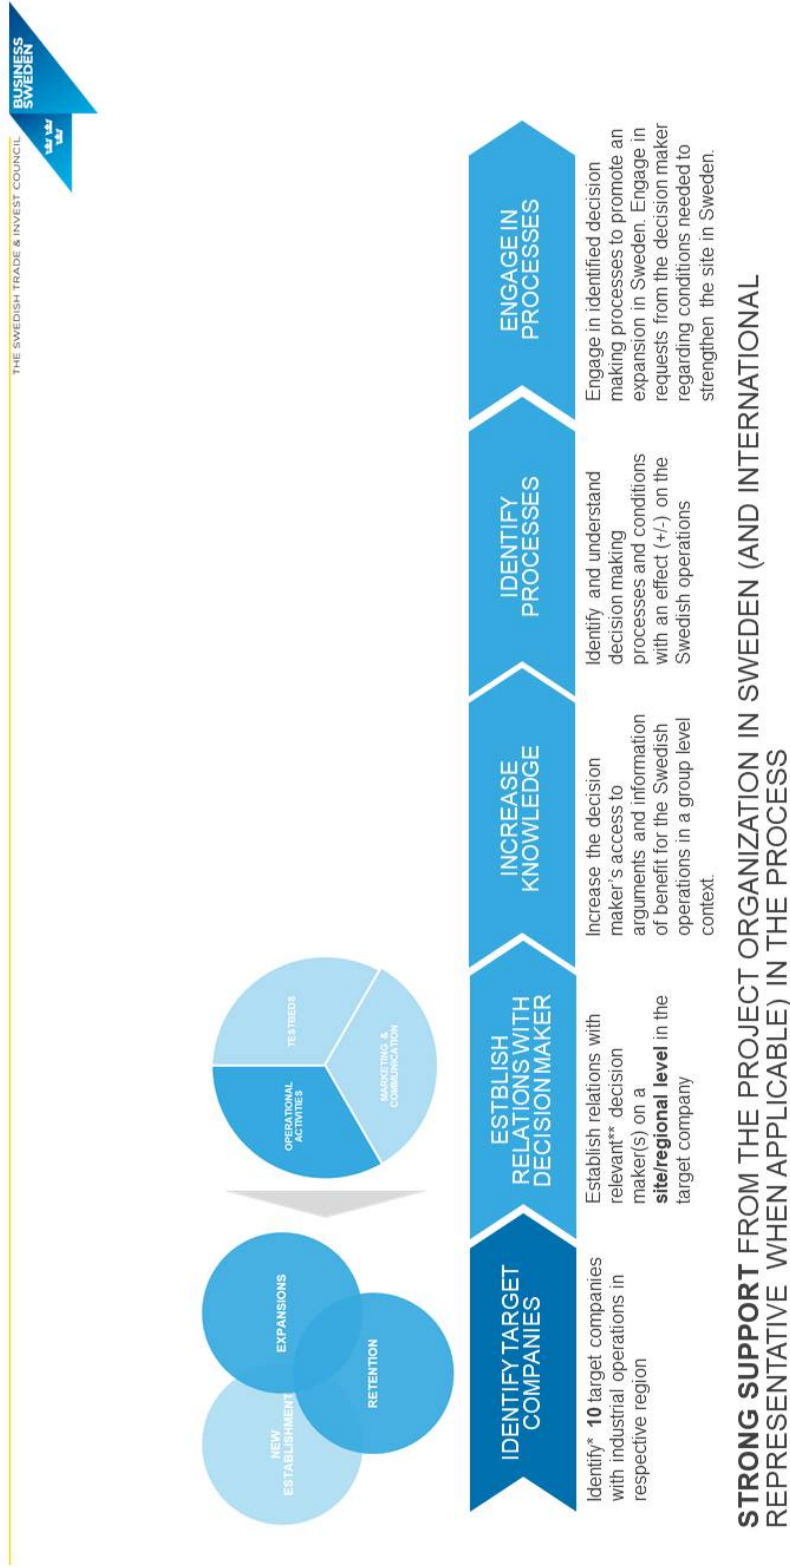 THE SWEDISH TRADE & INVEST COUNCIL
BUSINESS
SWEDEN
NEW
ESTABLISHMENT
EXPANSIONS
RETENTION
OPERATIONAL
ACTIVITIES
TESTBEDS
MARKETING &
COMMUNICATION
IDENTIFY TARGET
COMPANIES
Identify* 10 target companies
with industrial operations in
respective region
ESTBLISH
RELATIONS WITH
DECISION MAKER
Establish relations with
relevant** decision
maker(s) on a
site/regional level in the
target company
INCREASE
KNOWLEDGE
Increase the decision
maker's access to
arguments and information
of benefit for the Swedish
operations in a group level
context.
IDENTIFY
PROCESSES
Identify and understand
decision making
processes and conditions
with an effect (+/-) on the
Swedish operations
ENGAGE IN
PROCESSES
Engage in identified decision
making processes to promote an
expansion in Sweden. Engage in
requests from the decision maker
regarding conditions needed to
strengthen the site in Sweden.
STRONG SUPPORT FROM THE PROJECT ORGANIZATION IN SWEDEN (AND INTERNATIONAL
REPRESENTATIVE WHEN APPLICABLE) IN THE PROCESS